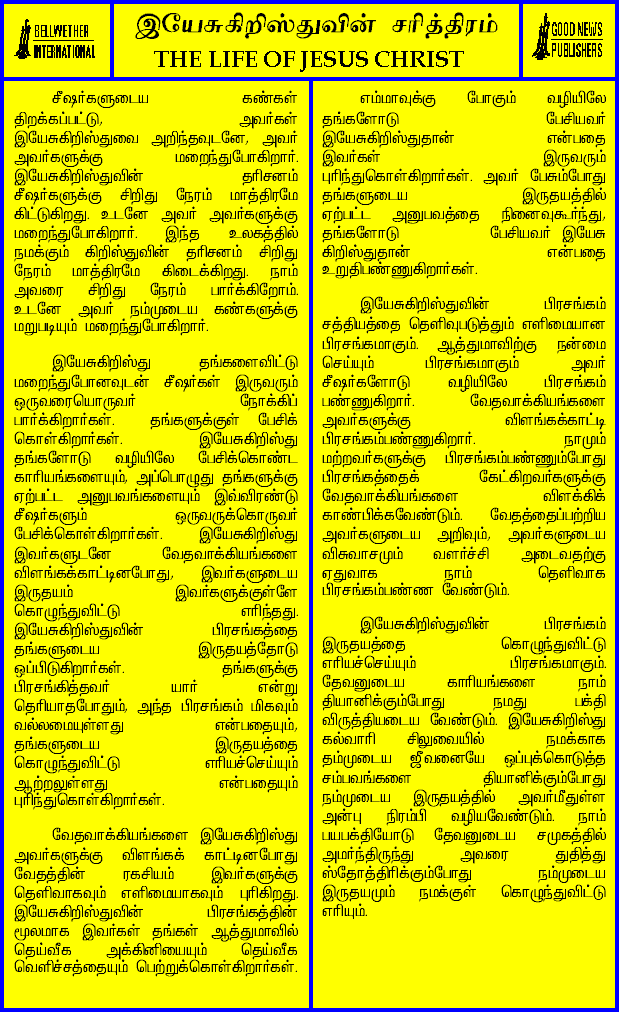 BELLWETHER
INTERNATIONAL
இயேசுகிறிஸ்துவின் சரித்திரம்
THE LIFE OF JESUS CHRIST
GOOD NEWS
PUBLISHERS
சீஷர்களுடைய கண்கள்
திறக்கப்பட்டு, அவர்கள்
இயேசுகிறிஸ்துவை அறிந்தவுடனே, அவர்
அவர்களுக்கு மறைந்துபோகிறார்.
இயேசுகிறிஸ்துவின் தரிசனம்
சீஷர்களுக்கு சிறிது நேரம் மாத்திரமே
கிட்டுகிறது. உடனே அவர் அவர்களுக்கு
மறைந்துபோகிறார். இந்த உலகத்தில்
நமக்கும் கிறிஸ்துவின் தரிசனம் சிறிது
நேரம் மாத்திரமே கிடைக்கிறது. நாம்
அவரை சிறிது நேரம் பார்க்கிறோம்.
உடனே அவர் நம்முடைய கண்களுக்கு
மறுபடியும் மறைந்துபோகிறார்.
இயேசுகிறிஸ்து தங்களைவிட்டு
மறைந்துபோனவுடன் சீஷர்கள் இருவரும்
ஒருவரையொருவர் நோக்கிப்
பார்க்கிறார்கள். தங்களுக்குள் பேசிக்
கொள்கிறார்கள். இயேசுகிறிஸ்து
தங்களோடு வழியிலே பேசிக்கொண்ட
காரியங்களையும், அப்பொழுது தங்களுக்கு
ஏற்பட்ட அனுபவங்களையும் இவ்விரண்டு
சீஷர்களும் ஒருவருக்கொருவர்
பேசிக்கொள்கிறார்கள். இயேசுகிறிஸ்து
இவர்களுடனே வேதவாக்கியங்களை
விளங்கக்காட்டினபோது, இவர்களுடைய
இருதயம் இவர்களுக்குள்ளே
கொழுந்துவிட்டு எரிந்தது.
இயேசுகிறிஸ்துவின் பிரசங்கத்தை
தங்களுடைய இருதயத்தோடு
ஒப்பிடுகிறார்கள். தங்களுக்கு
பிரசங்கித்தவர் யார் என்று
தெரியாதபோதும், அந்த பிரசங்கம் மிகவும்
வல்லமையுள்ளது என்பதையும்,
தங்களுடைய இருதயத்தை
கொழுந்துவிட்டு எரியச்செய்யும்
ஆற்றலுள்ளது என்பதையும்
புரிந்துகொள்கிறார்கள்.
வேதவாக்கியங்களை இயேசுகிறிஸ்து
அவர்களுக்கு விளங்கக் காட்டினபோது
வேதத்தின் ரகசியம் இவர்களுக்கு
தெளிவாகவும் எளிமையாகவும் புரிகிறது.
இயேசுகிறிஸ்துவின் பிரசங்கத்தின்
மூலமாக இவர்கள் தங்கள் ஆத்துமாவில்
தெய்வீக அக்கினியையும் தெய்வீக
வெளிச்சத்தையும் பெற்றுக்கொள்கிறார்கள்.
எம்மாவுக்கு போகும் வழியிலே
தங்களோடு பேசியவர்
இயேசுகிறிஸ்துதான் என்பதை
இவர்கள் இருவரும்
புரிந்துகொள்கிறார்கள். அவர் பேசும்போது
தங்களுடைய இருதயத்தில்
ஏற்பட்ட அனுபவத்தை நினைவுகூர்ந்து,
தங்களோடு பேசியவர் இயேசு
கிறிஸ்துதான் என்பதை
உறுதிபண்ணுகிறார்கள்.
இயேசுகிறிஸ்துவின் பிரசங்கம்
சத்தியத்தை தெளிவுபடுத்தும் எளிமையான
பிரசங்கமாகும். ஆத்துமாவிற்கு நன்மை
செய்யும் பிரசங்கமாகும் அவர்
சீஷர்களோடு வழியிலே பிரசங்கம்
பண்ணுகிறார். வேதவாக்கியங்களை
அவர்களுக்கு விளங்கக்காட்டி
பிரசங்கம்பண்ணுகிறார். நாமும்
மற்றவர்களுக்கு பிரசங்கம்பண்ணும்போது
பிரசங்கத்தைக் கேட்கிறவர்களுக்கு
வேதவாக்கியங்களை விளக்கிக்
காண்பிக்கவேண்டும். வேதத்தைப்பற்றிய
அவர்களுடைய அறிவும், அவர்களுடைய
விசுவாசமும் வளர்ச்சி அடைவதற்கு
ஏதுவாக நாம் தெளிவாக
பிரசங்கம்பண்ண வேண்டும்.
இயேசுகிறிஸ்துவின் பிரசங்கம்
இருதயத்தை கொழுந்துவிட்டு
எரியச்செய்யும் பிரசங்கமாகும்.
தேவனுடைய காரியங்களை நாம்
தியானிக்கும்போது நமது பக்தி
விருத்தியடைய வேண்டும். இயேசுகிறிஸ்து
கல்வாரி சிலுவையில் நமக்காக
தம்முடைய ஜீவனையே ஒப்புக்கொடுத்த
சம்பவங்களை தியானிக்கும்போது
நம்முடைய இருதயத்தில் அவர்மீதுள்ள
அன்பு நிரம்பி வழியவேண்டும். நாம்
பயபக்தியோடு தேவனுடைய சமுகத்தில்
அமர்ந்திருந்து அவரை துதித்து
ஸ்தோத்திரிக்கும்போது நம்முடைய
இருதயமும் நமக்குள் கொழுந்துவிட்டு
எரியும்.